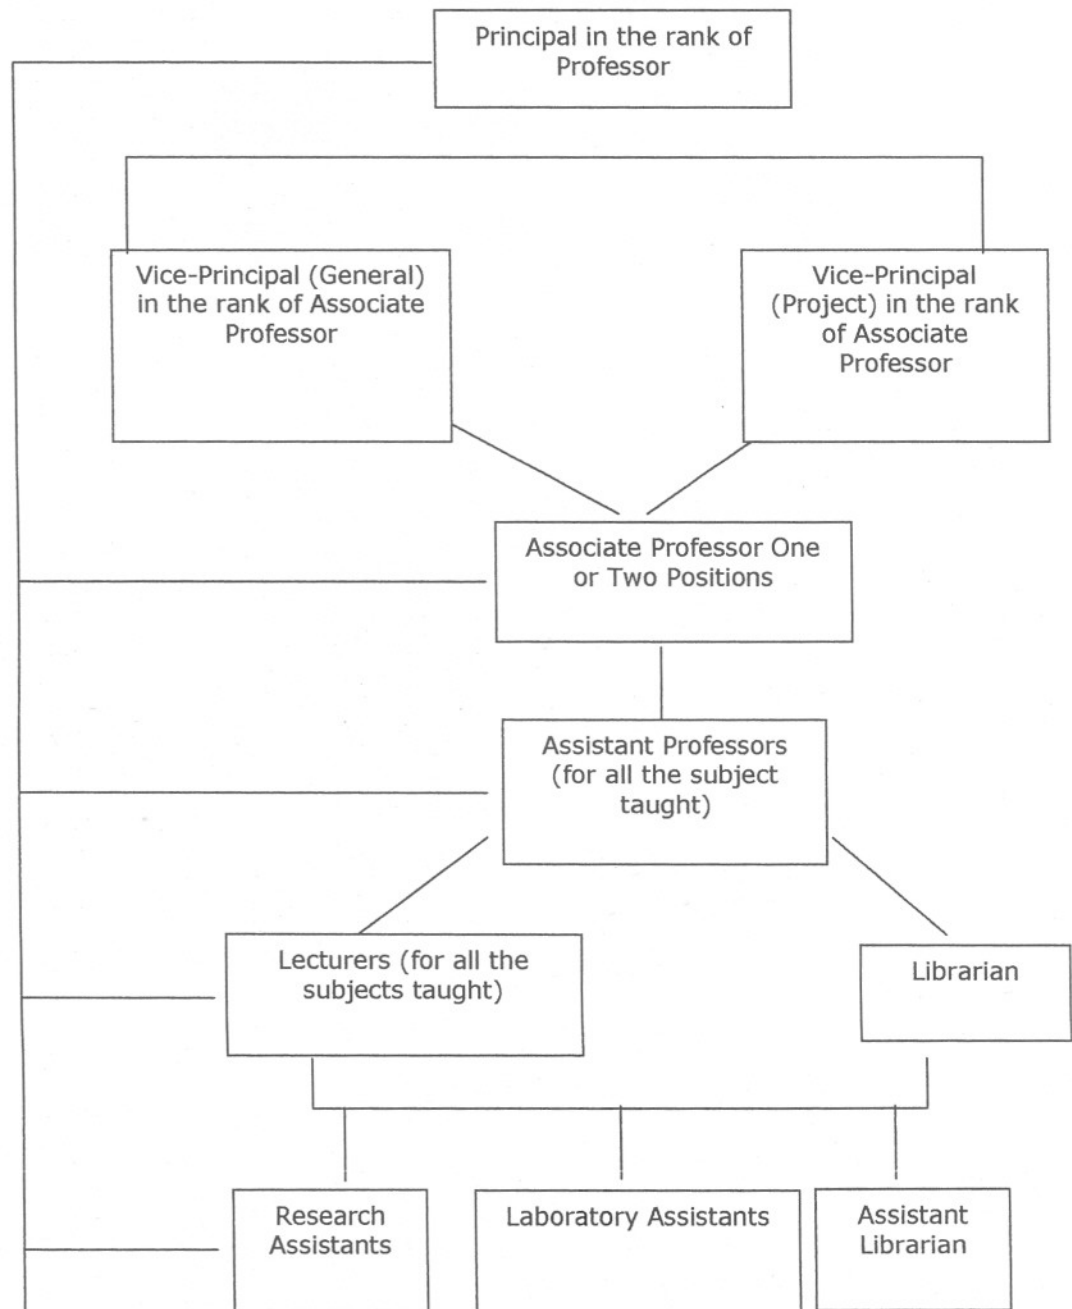 Principal in the rank of
Professor
Vice-Principal (General)
in the rank of Associate
Professor
Vice-Principal
(Project) in the rank
of Associate
Professor
Associate Professor One
or Two Positions
Assistant Professors
(for all the subject
taught)
Lecturers (for all the
subjects taught)
Librarian
Research
Assistants
Laboratory Assistants
Assistant
Librarian